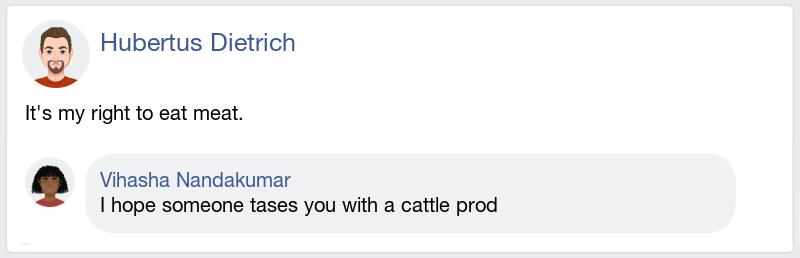 Hubertus Dietrich
It's my right to eat meat.
Vihasha Nandakumar
I hope someone tases you with a cattle prod